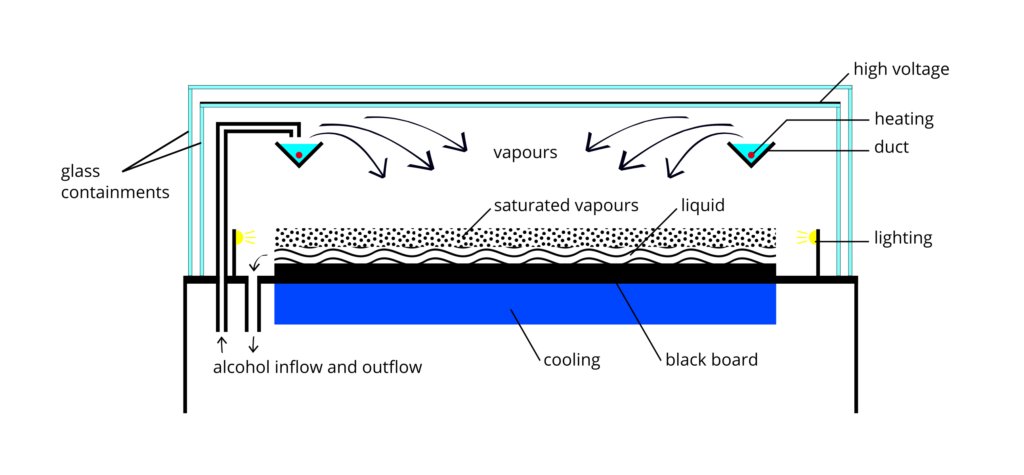 high voltage
heating
duct
vapours
glass
containments
saturated vapours
liquid
lighting
cooling
black board
alcohol inflow and outflow